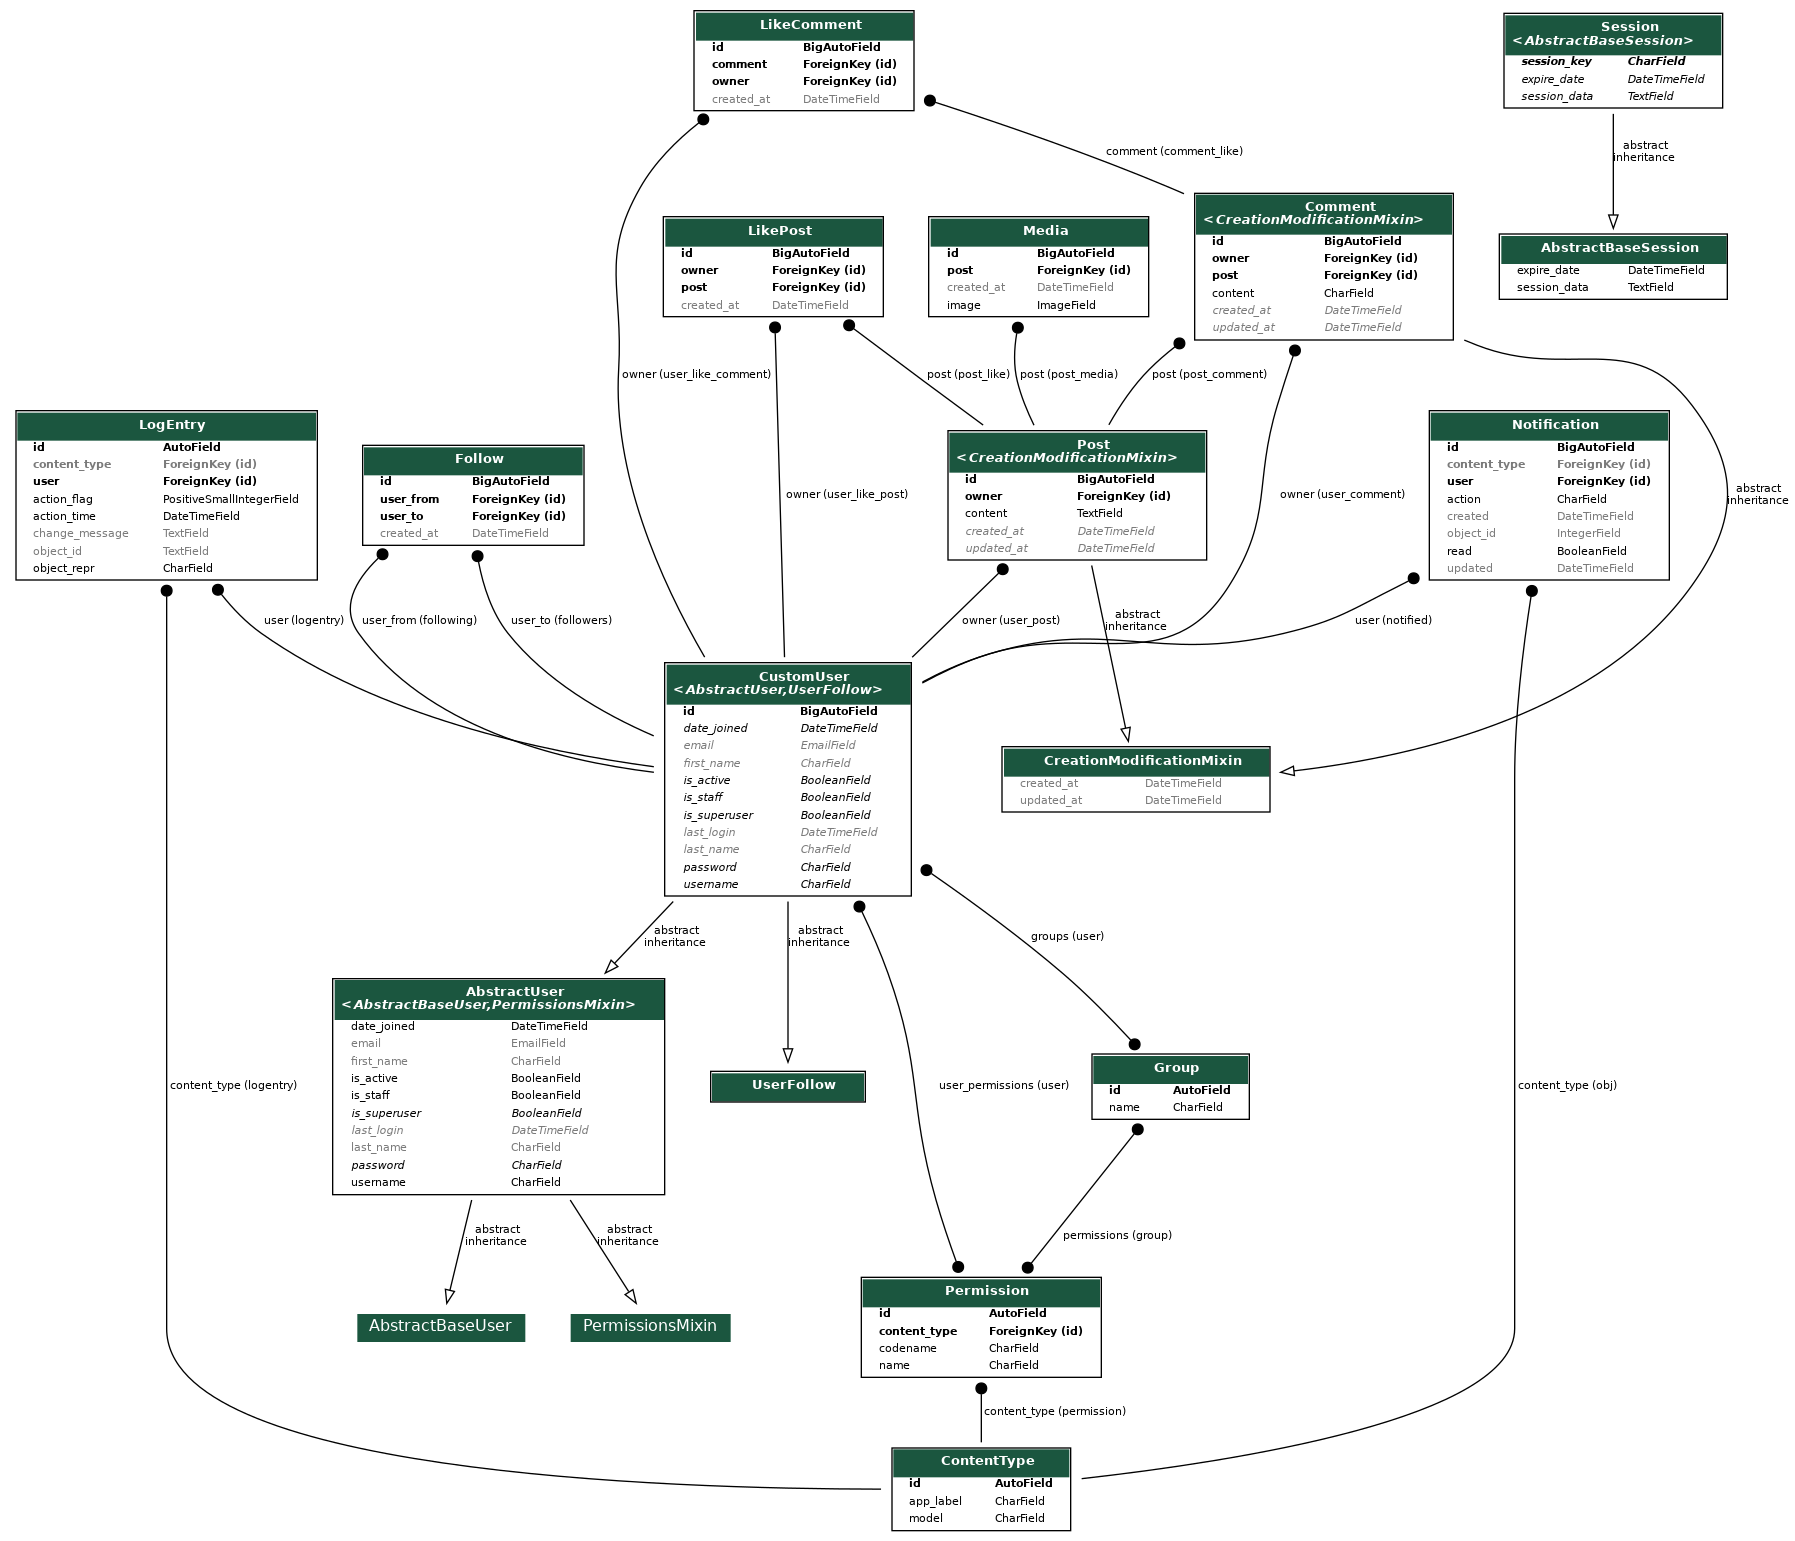 LikeComment
id BigAutoField
comment ForeignKey (id)
owner ForeignKey (id)
created_at DateTimeField
Session
<AbstractBaseSession>
session_key CharField
expire_date DateTimeField
session_data TextField
comment (comment_like)
abstract
inheritance
LikePost
id BigAutoField
owner ForeignKey (id)
post ForeignKey (id)
created_at DateTimeField
Media
id BigAutoField
post ForeignKey (id)
created_at DateTimeField
image ImageField
Comment
<CreationModificationMixin>
id BigAutoField
owner ForeignKey (id)
post ForeignKey (id)
content CharField
created_at DateTimeField
updated_at DateTimeField
AbstractBaseSession
expire_date DateTimeField
session_data TextField
owner (user_like_comment)
post (post_like)
post (post_media)
post (post_comment)
LogEntry
id AutoField
content_type ForeignKey (id)
user ForeignKey (id)
action_flag PositiveSmallIntegerField
action_time DateTimeField
change_message TextField
object_id TextField
object_repr CharField
Follow
id BigAutoField
user_from ForeignKey (id)
user_to ForeignKey (id)
created_at DateTimeField
owner (user_like_post)
Post
<CreationModificationMixin>
id BigAutoField
owner ForeignKey (id)
content TextField
created_at DateTimeField
updated_at DateTimeField
owner (user_comment)
Notification
id BigAutoField
content_type ForeignKey (id)
user ForeignKey (id)
action CharField
created DateTimeField
object_id IntegerField
read BooleanField
updated DateTimeField
abstract
inheritance
user (logentry)
user_from (following)
user_to (followers)
owner (user_post)
abstract
inheritance
user (notified)
CustomUser
<AbstractUser,UserFollow>
id BigAutoField
date_joined DateTimeField
email EmailField
first_name CharField
is_active BooleanField
is_staff BooleanField
is_superuser BooleanField
last_login DateTimeField
last_name CharField
password CharField
username CharField
CreationModificationMixin
created_at DateTimeField
updated_at DateTimeField
abstract
inheritance
abstract
inheritance
groups (user)
AbstractUser
<AbstractBaseUser,PermissionsMixin>
date_joined DateTimeField
email EmailField
first_name CharField
is_active BooleanField
is_staff BooleanField
is_superuser BooleanField
last_login DateTimeField
last_name CharField
password CharField
username CharField
content_type (logentry)
UserFollow
user_permissions (user)
Group
id AutoField
name CharField
content_type (obj)
abstract
inheritance
abstract
inheritance
permissions (group)
AbstractBaseUser
PermissionsMixin
Permission
id AutoField
content_type ForeignKey (id)
codename CharField
name CharField
content_type (permission)
ContentType
id AutoField
app_label CharField
model CharField